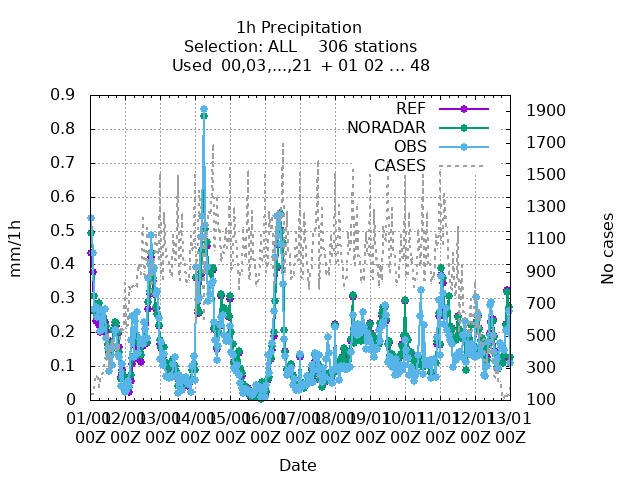 1h Precipitation
Selection: ALL 306 stations
Used 00,03,...,21 + 01 02 ... 48
0.9
0.8
0.7
0.6
0.5
0.4
0.3
0.2
0.1
0
mm/1h
REF
NORADAR
OBS
CASES
1900
1700
1500
1300
1100
900
700
500
300
100
No cases
01/01 12/01 13/01 14/01 15/01 16/01 17/01 18/01 19/01 10/01 11/01 12/01 13/01
00Z 00Z 00Z 00Z 00Z 00Z 00Z 00Z 00Z 00Z 00Z 00Z 00Z
Date